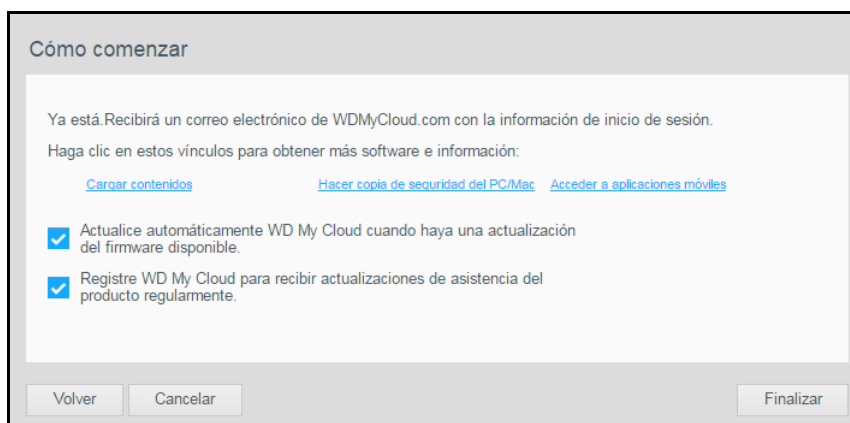 Cómo comenzar
Ya está.Recibirá un correo electrónico de WDMyCloud.com con la información de inicio de sesión.
Haga clic en estos vínculos para obtener más software e información:
Cargar contenidos Hacer copia de seguridad del PC/Mac Acceder a aplicaciones móviles
Actualice automáticamente WD My Cloud cuando haya una actualización
del firmware disponible.
Registre WD My Cloud para recibir actualizaciones de asistencia del
producto regularmente.
Volver Cancelar Finalizar